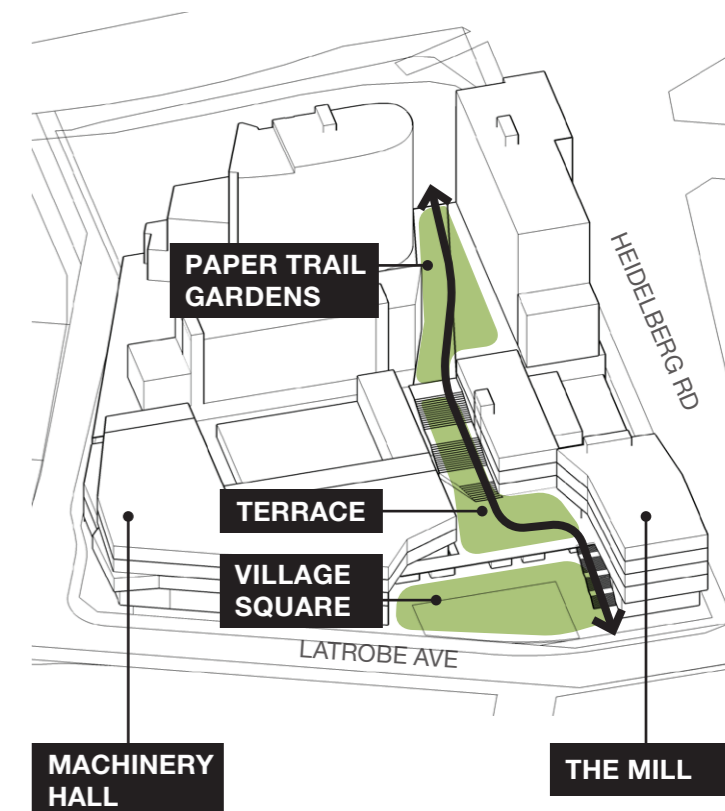 PAPER TRAIL
GARDENS
HEIDELBERG RD
TERRACE
VILLAGE
SQUARE
LATROBE AVE
MACHINERY
HALL
THE MILL